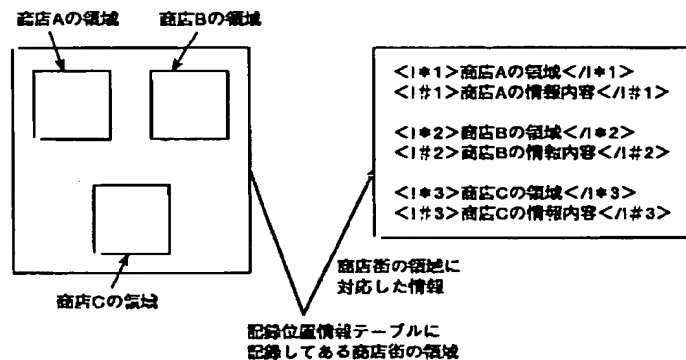 商店Aの領域
商店Bの領域
商店Cの領域
<!*1>商店Aの領域</!*1>
<!#1>商店Aの情報内容</!#1>
<!*2>商店Bの領域</!*2>
<!#2>商店Bの情報内容</!#2>
<!*3>商店Cの領域</!*3>
<!#3>商店Cの情報内容</!#3>
商店街の領域に
対応した情報
記録位置情報テーブルに
記録してある商店街の領域